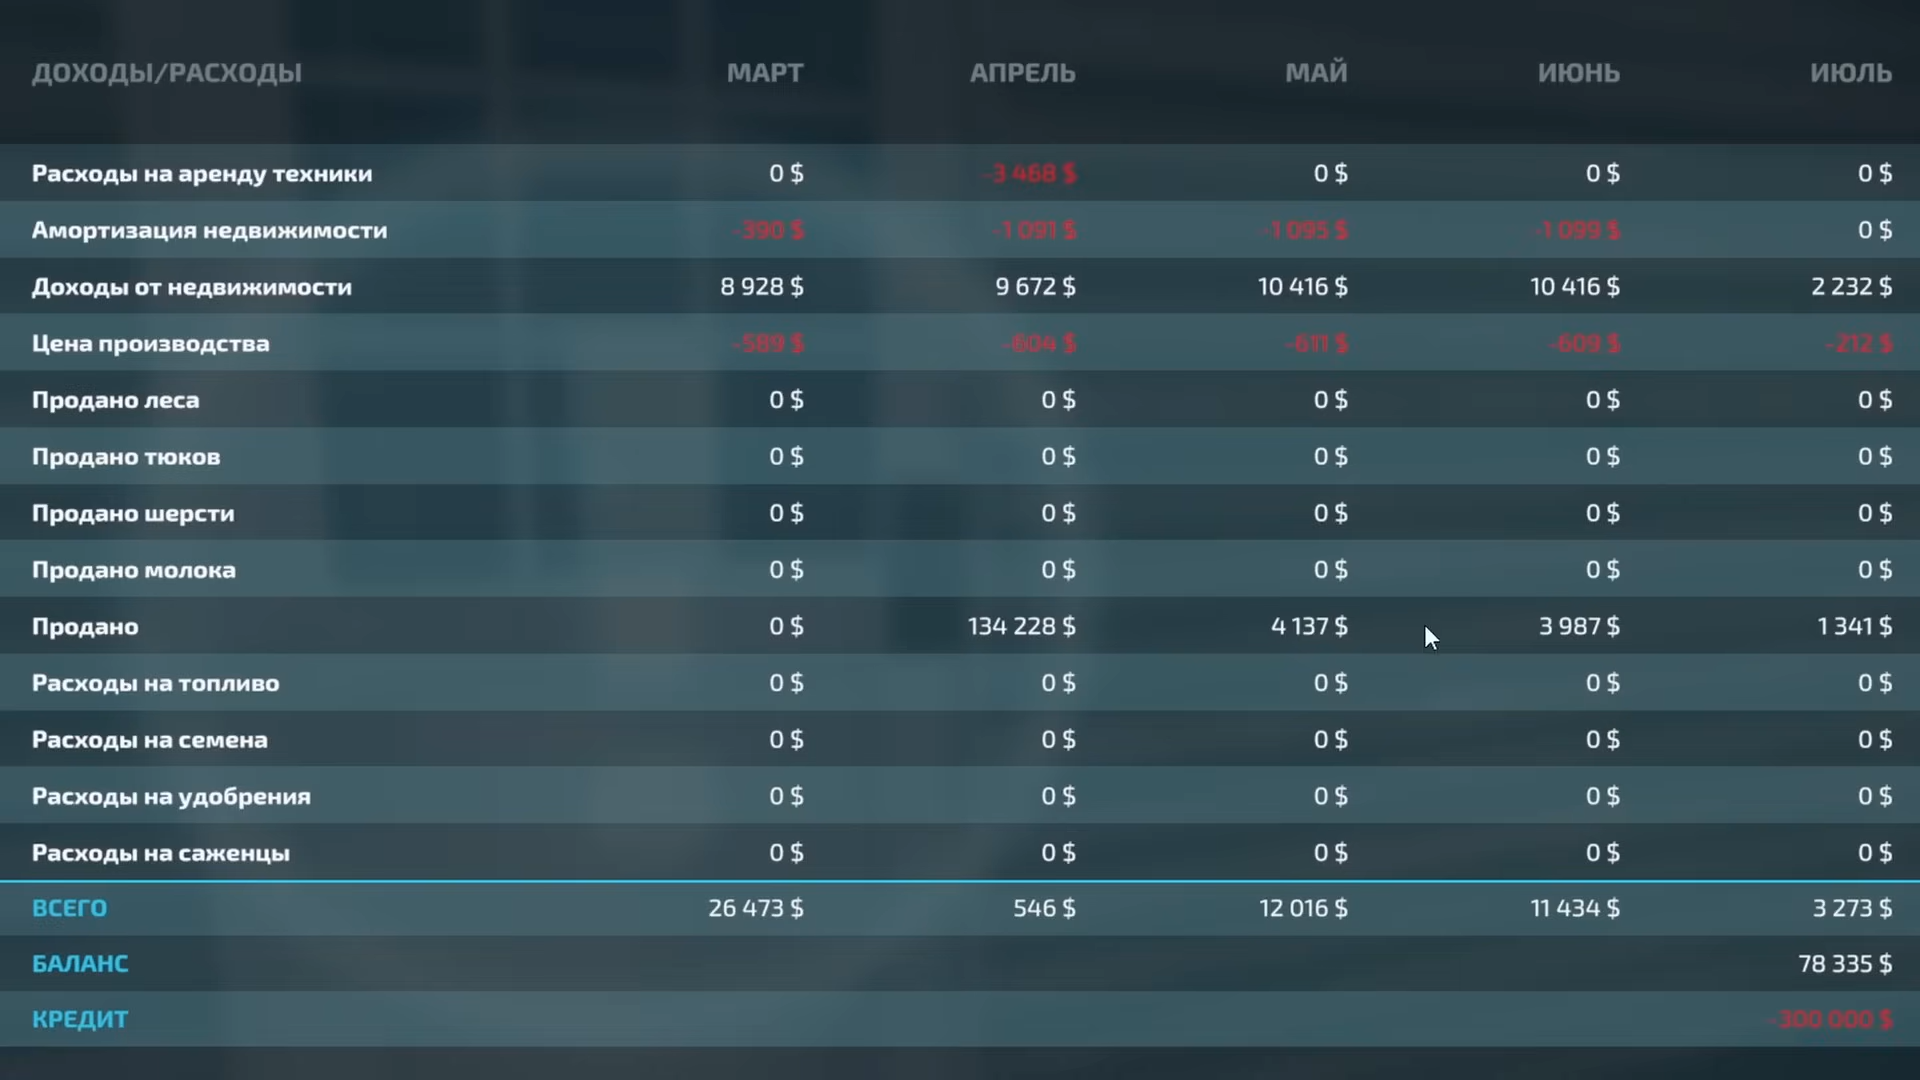 ДОХОДЫ/РАСХОДЫ МАРТ АПРЕЛЬ МАЙ ИЮНЬ ИЮЛЬ
Расходы на аренду техники 0 $ -3 468 $ 0 $ 0 $ 0 $
Амортизация недвижимости -390 $ -1 091 $ -1 095 $ -1 099 $ 0 $
Доходы от недвижимости 8 928 $ 9 672 $ 10 416 $ 10 416 $ 2 232 $
Цена производства -589 $ -604 $ -611 $ -609 $ -212 $
Продано леса 0 $ 0 $ 0 $ 0 $ 0 $
Продано тюков 0 $ 0 $ 0 $ 0 $ 0 $
Продано шерсти 0 $ 0 $ 0 $ 0 $ 0 $
Продано молока 0 $ 0 $ 0 $ 0 $ 0 $
Продано 0 $ 134 228 $ 4 137 $ 3 987 $ 1 341 $
Расходы на топливо 0 $ 0 $ 0 $ 0 $ 0 $
Расходы на семена 0 $ 0 $ 0 $ 0 $ 0 $
Расходы на удобрения 0 $ 0 $ 0 $ 0 $ 0 $
Расходы на саженцы 0 $ 0 $ 0 $ 0 $ 0 $
ВСЕГО 26 473 $ 546 $ 12 016 $ 11 434 $ 3 273 $
БАЛАНС 78 335 $
КРЕДИТ -300 000 $